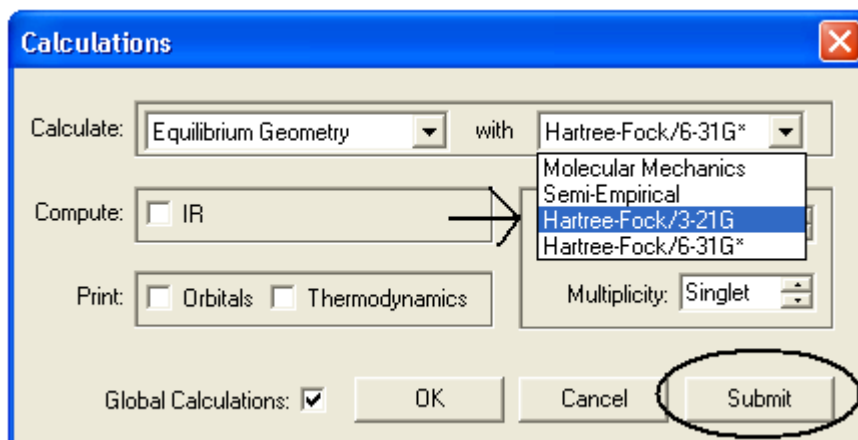 Calculations
Calculate: Equilibrium Geometry with Hartree-Fock/6-31G*
Molecular Mechanics
Semi-Empirical
Compute: IR Hartree-Fock/3-21G
Hartree-Fock/6-31G*
Print: Orbitals Thermodynamics Multiplicity: Singlet
Global Calculations: OK Cancel Submit